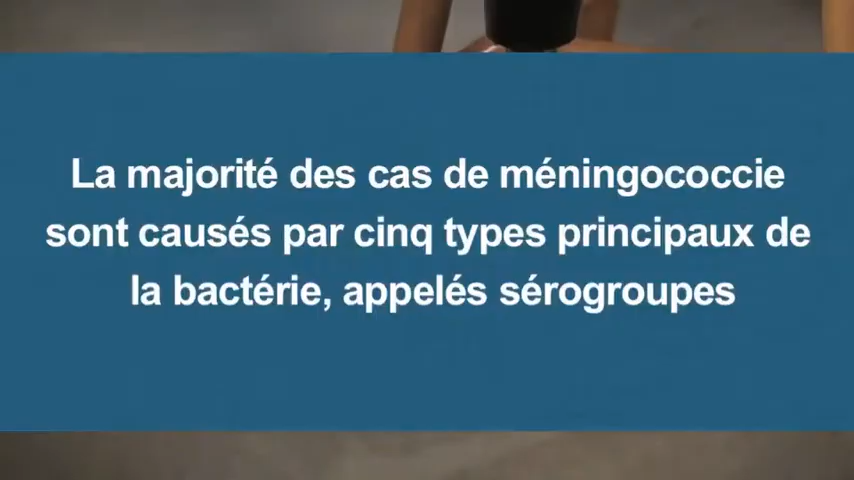 La majorité des cas de méningococcie
sont causés par cinq types principaux de
la bactérie, appelés sérogroupes